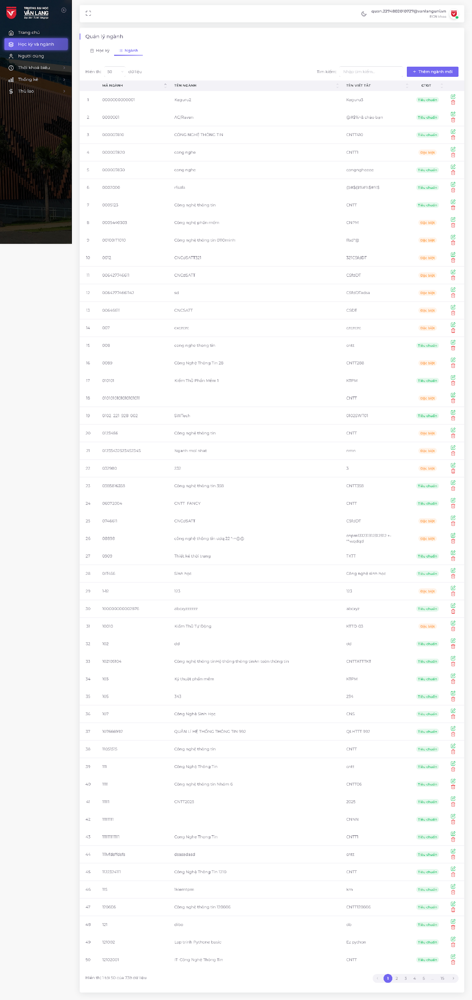 TRƯỜNG ĐẠI HỌC
VĂN LANG
Đạo đức - Ý chí - Sáng tạo
Trang chủ
Học kỳ và ngành
Người dùng
Thời khoá biểu
Thống kê
Thù lao
quan.2274802010727@vanlanguni.vn
BCN khoa
Quản lý ngành
Học kỳ Ngành
Hiển thị 50 dữ liệu Tìm kiếm: Nhập tìm kiếm... + Thêm ngành mới
MÃ NGÀNH TÊN NGÀNH TÊN VIẾT TẮT CTĐT
1 0000000000001 Kaguru2 Kaguru3 Tiêu chuẩn
2 0000001 AC/Raven @#$%^& chào bạn Tiêu chuẩn
3 000007810 CÔNG NGHỆ THÔNG TIN CNTT410 Tiêu chuẩn
4 000007820 cong nghe CNTT1 Đặc biệt
5 000007830 cong nghe congngheeee Tiêu chuẩn
6 0002000 rfsafa @#$@%#%$#%$ Tiêu chuẩn
7 0005123 Công nghệ thông tin CNTT Tiêu chuẩn
8 0005440303 Công nghệ phần mềm CNPM Đặc biệt
9 00100IT1010 Công nghệ thông tin 0110minh ffsd*@ Đặc biệt
10 0012 CNCdSATT321 321CSfdDT Đặc biệt
11 006427746611 CNCdSATT CSfdDT Đặc biệt
12 00642774661142 sd CSfdDTadsa Đặc biệt
13 00646611 CNCSATT CSDT Đặc biệt
14 007 cxczczc czczczc Đặc biệt
15 008 cong nghe thong tin cntt Tiêu chuẩn
16 0089 Công Nghệ Thông Tin 28 CNTT288 Đặc biệt
17 010101 Kiểm Thử Phần Mềm 1 KTPM Tiêu chuẩn
18 0101010101010101011 CNTT Đặc biệt
19 0102_221_928_002 SWTech 0102SWT01 Tiêu chuẩn
20 0123456 Công nghệ thông tin CNTT Đặc biệt
21 01235432523452345 Nganh moi nhat nmn Đặc biệt
22 032980 232 3 Đặc biệt
23 0385816358 Công nghệ thông tin 358 CNTT358 Tiêu chuẩn
24 06072004 CNTT_FANCY CNTT Tiêu chuẩn
25 0746611 CNCdSATT CSfdDT Đặc biệt
26 08898 công nghệ thông tin udq 22 *-+@@ cnpm131231312312312 +-
**wqdqd Đặc biệt
27 0909 Thiết kế thời trang TKTT Tiêu chuẩn
28 0IT456 Sinh học Công nghê sinh học Tiêu chuẩn
29 1-12 123 123 Đặc biệt
30 100000000002876 abcxyzzzzzz abcxyz Tiêu chuẩn
31 10010 Kiểm Thử Tự Động KTTD-03 Đặc biệt
32 102 dd dd Tiêu chuẩn
33 102105104 Công nghệ thông tinHệ thống thông tinAn toàn thông tin CNTTATTTKT Tiêu chuẩn
34 103 Kỹ thuật phần mềm KTPM Tiêu chuẩn
35 105 343 234 Tiêu chuẩn
36 107 Công Nghệ Sinh Học CNS Tiêu chuẩn
37 107666992 QUẢN LÍ HỆ THỐNG THÔNG TIN 992 QLHTTT 992 Tiêu chuẩn
38 11051515 Công nghệ thông tin CNTT Tiêu chuẩn
39 111 Công Nghệ Thông Tin cntt Tiêu chuẩn
40 1111 Công nghệ thông tin Nhóm 6 CNTT06 Tiêu chuẩn
41 11111 CNTT2025 2025 Tiêu chuẩn
42 11111111 CNNN Tiêu chuẩn
43 111111111111 Cong Nghe Thong Tin CNTT1 Tiêu chuẩn
44 111vfdsffdsfs dsasadasd cntt Tiêu chuẩn
45 1122324111 Công Nghệ Thông Tin 1210 CNTT Tiêu chuẩn
46 115 1kiemtpm km Tiêu chuẩn
47 120606 Công nghệ thông tin 120606 CNTT120606 Tiêu chuẩn
48 121 dibo db Tiêu chuẩn
49 121002 Lap trinh Pythone basic Ez python Tiêu chuẩn
50 12102001 IT_Công Nghệ Thông Tin CNTT Tiêu chuẩn
Hiển thị 1 tới 50 của 739 dữ liệu 1 2 3 4 5 ... 15